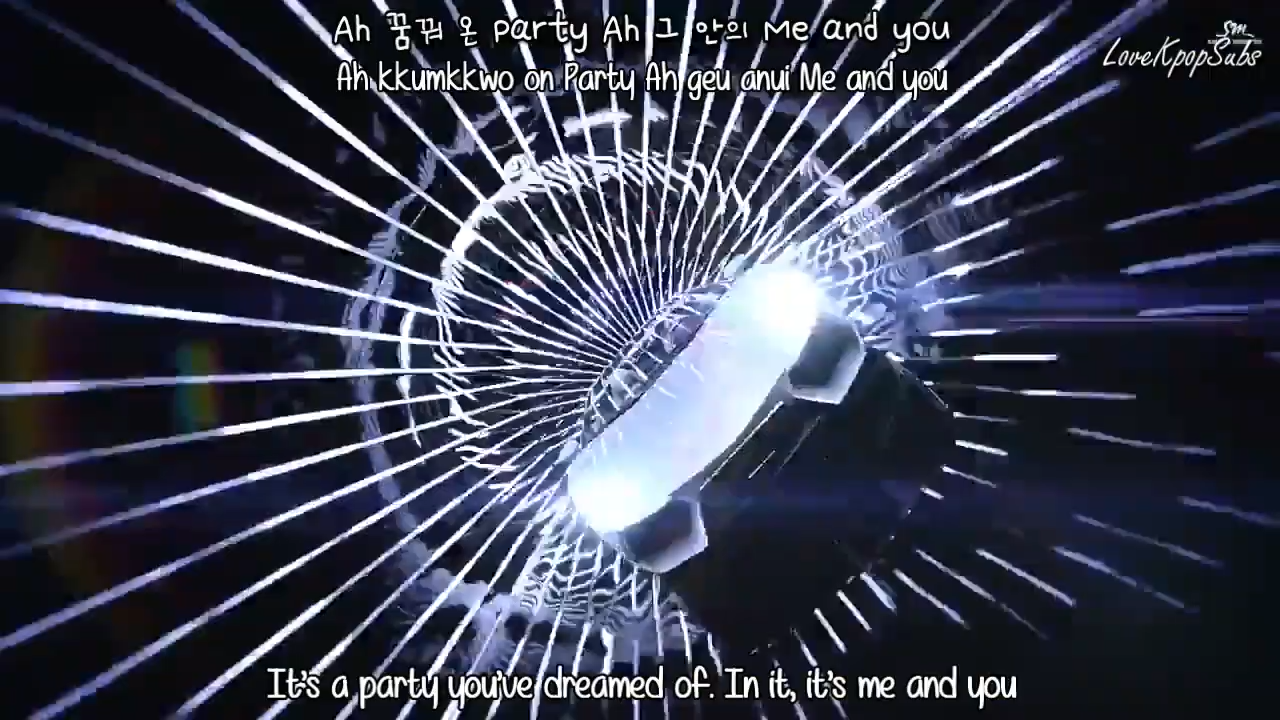 Ah 꿈꿔 온 Party Ah 그 안의 Me and you
Ah kkumkkwo on Party Ah geu anui Me and you
LoveKpopSubs
It's a party you've dreamed of. In it, it's me and you